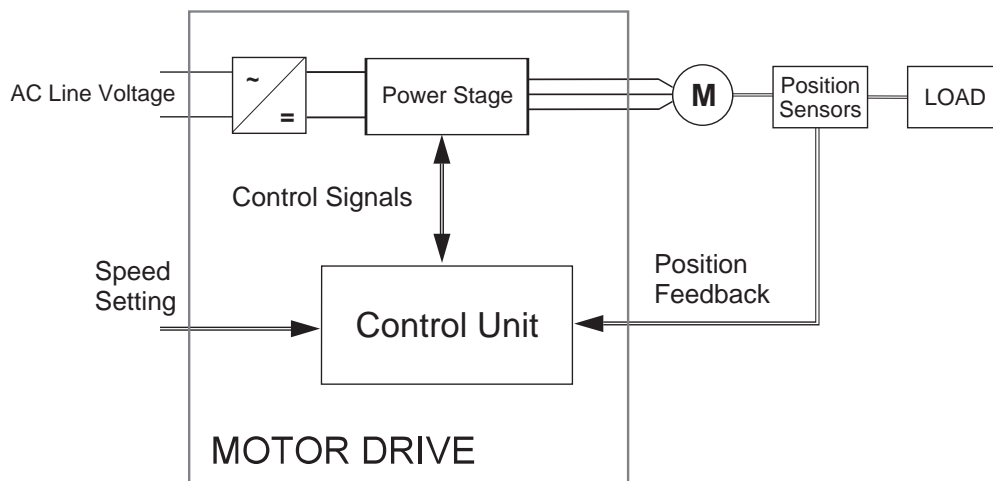 AC Line Voltage
~
=
Power Stage
M
Position
Sensors
LOAD
Control Signals
Speed
Setting
Control Unit
Position
Feedback
MOTOR DRIVE